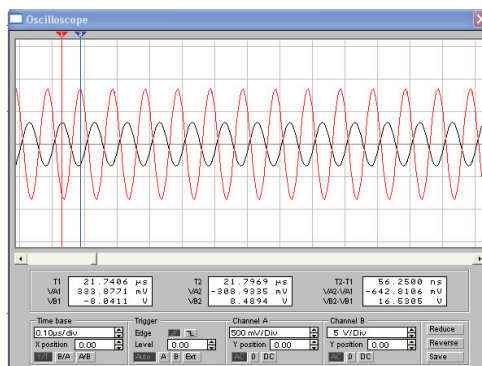 Oscilloscope
1 2
T1 21.7406 µs T2 21.7969 µs T2-T1 56.2500 ns
VA1 333.8771 mV VA2 -308.9335 mV VA2-VA1 -642.8106 mV
VB1 -8.0411 V VB2 8.4894 V VB2-VB1 16.5305 V
Time base Trigger Channel A Channel B
0.10µs/div Edge 500 mV/Div 5 V/Div Reduce
X position 0.00 Level 0.00 Y position 0.00 Y position 0.00 Reverse
Y/T B/A A/B Auto A B Ext AC 0 DC AC 0 DC Save